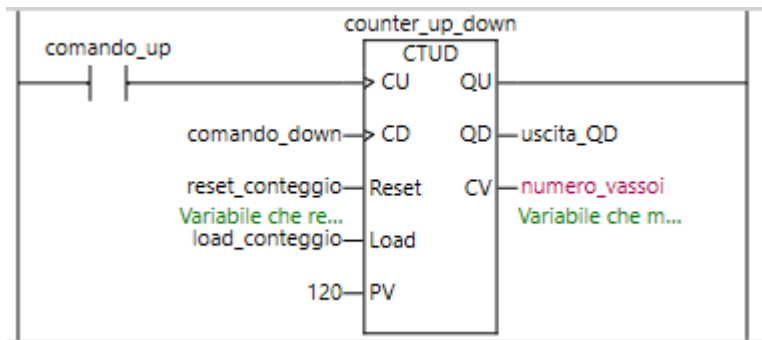 counter_up_down
comando_up
CTUD
CU QU
comando_down CD QD uscita_QD
reset_conteggio Reset CV numero_vassoi
Variabile che re... Variabile che m...
load_conteggio Load
120 PV